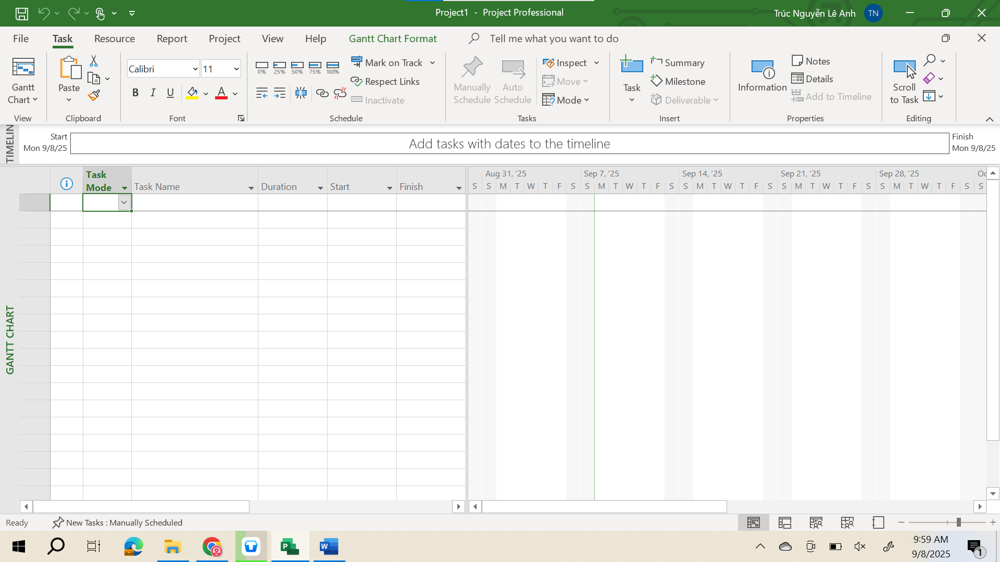 Project1 - Project Professional
Trúc Nguyễn Lê Anh
TN
File
Task
Resource
Report
Project
View
Help
Gantt Chart Format
Tell me what you want to do
Gantt
Chart
View
Paste
Clipboard
Calibri
11
B
I
U
A
Font
0%
25%
50%
75%
100%
Mark on Track
Respect Links
Inactivate
Schedule
Manually
Schedule
Auto
Schedule
Inspect
Move
Mode
Tasks
Task
Summary
Milestone
Deliverable
Insert
Information
Notes
Details
Add to Timeline
Properties
Scroll
to Task
Editing
TIMELIN
Start
Mon 9/8/25
Add tasks with dates to the timeline
Finish
Mon 9/8/25
Task
Mode
Task Name
Duration
Start
Finish
Aug 31, '25
Sep 7, '25
Sep 14, '25
Sep 21, '25
Sep 28, '25
Oc
S S M T W T F S S M T W T F S S M T W T F S S M T W T F S S M T W T F S S
GANTT CHART
Ready
New Tasks : Manually Scheduled
P
W
9:59 AM
9/8/2025
1